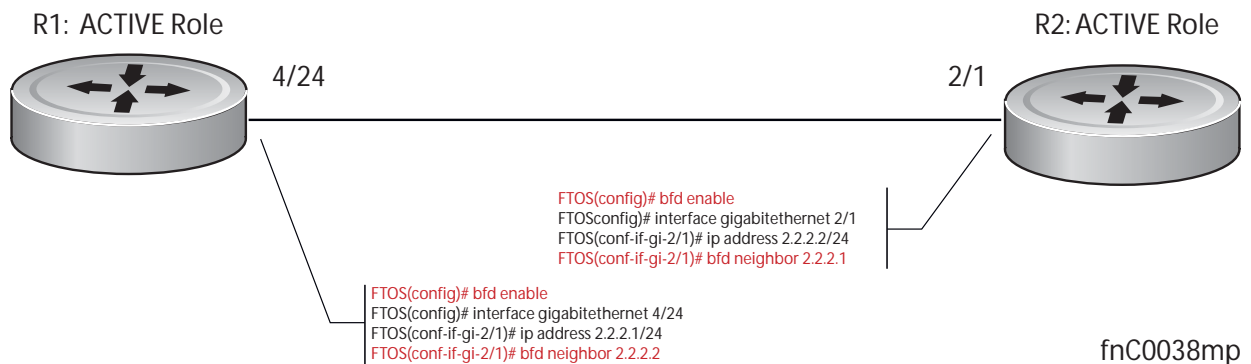 R1: ACTIVE Role
R2: ACTIVE Role
4/24
2/1
FTOS(config)# bfd enable
FTOSconfig)# interface gigabitethernet 2/1
FTOS(conf-if-gi-2/1)# ip address 2.2.2.2/24
FTOS(conf-if-gi-2/1)# bfd neighbor 2.2.2.1
FTOS(config)# bfd enable
FTOS(config)# interface gigabitethernet 4/24
FTOS(conf-if-gi-2/1)# ip address 2.2.2.1/24
FTOS(conf-if-gi-2/1)# bfd neighbor 2.2.2.2
fnC0038mp